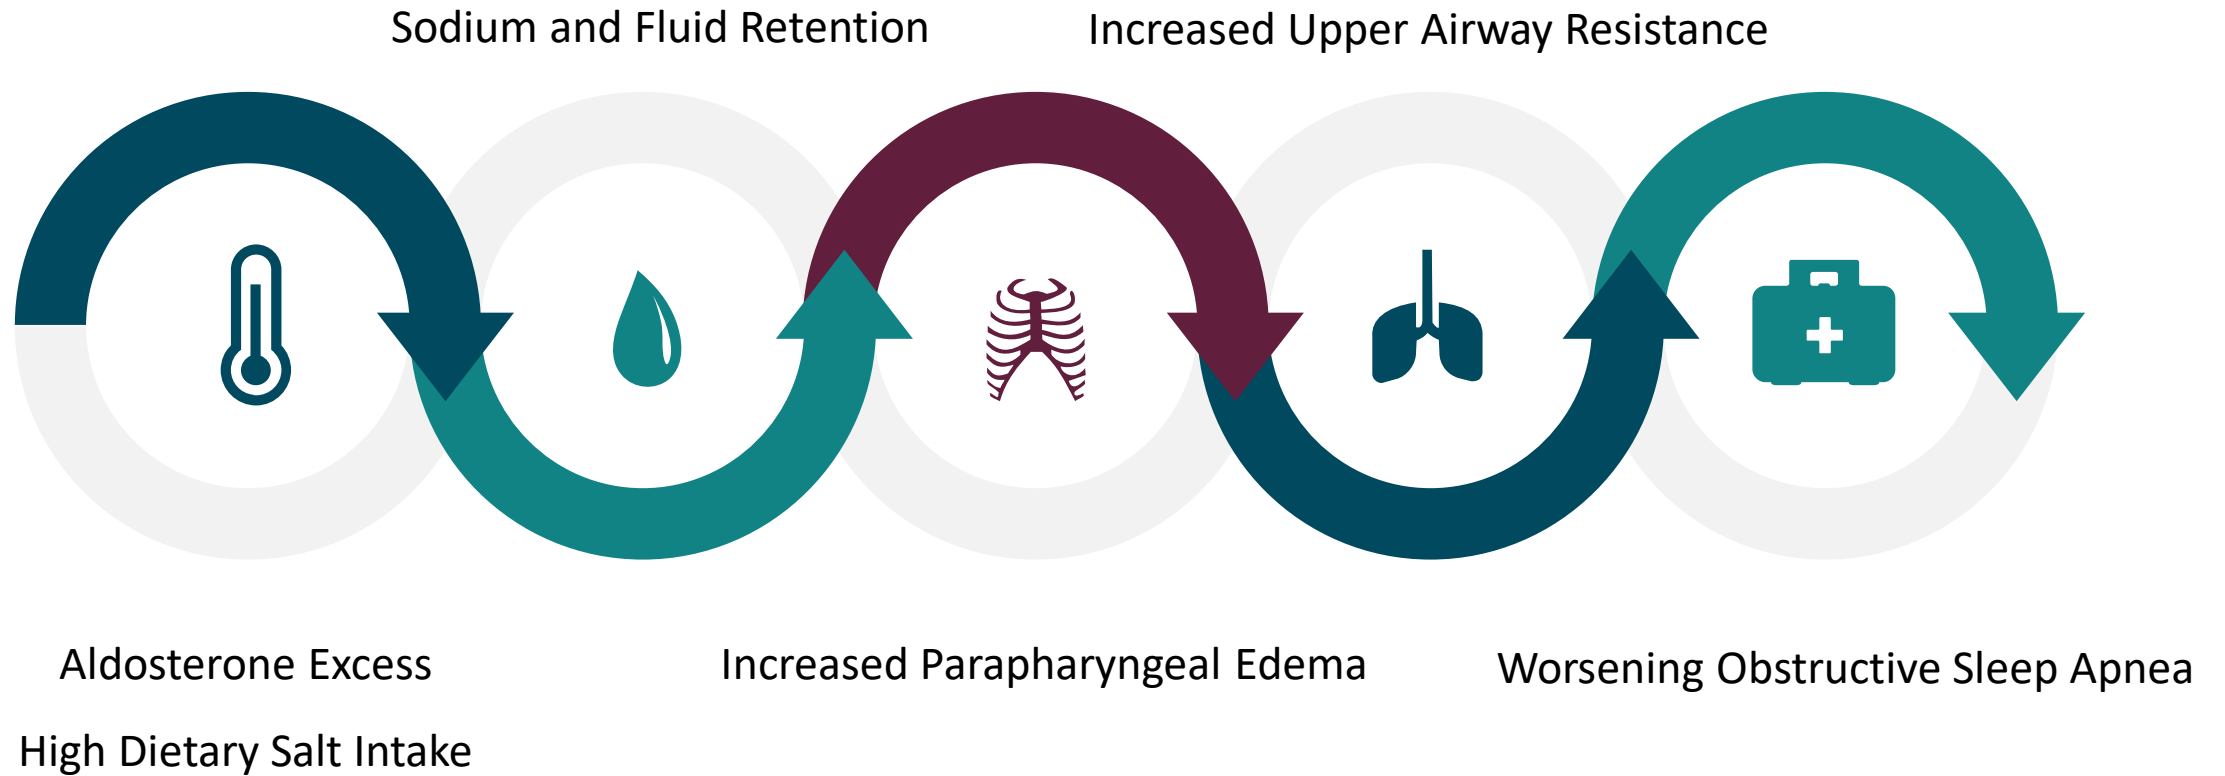 Sodium and Fluid Retention
Increased Upper Airway Resistance
Aldosterone Excess
High Dietary Salt Intake
Increased Parapharyngeal Edema
Worsening Obstructive Sleep Apnea